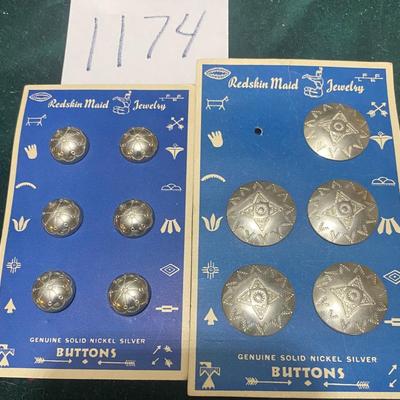 1174
Redskin Maid Jewelry
GENUINE SOLID NICKEL SILVER
BUTTONS
Redskin Maid Jewelry
GENUINE SOLID NICKEL SILVER
BUTTONS